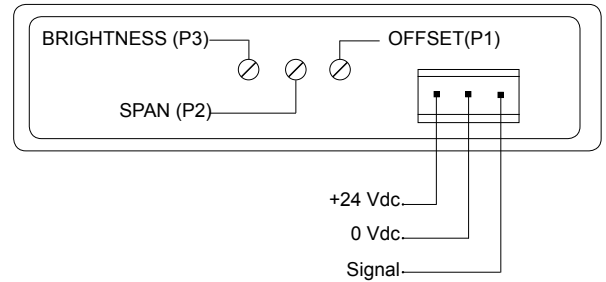 BRIGHTNESS (P3)
OFFSET(P1)
SPAN (P2)
+24 Vdc.
0 Vdc.
Signal